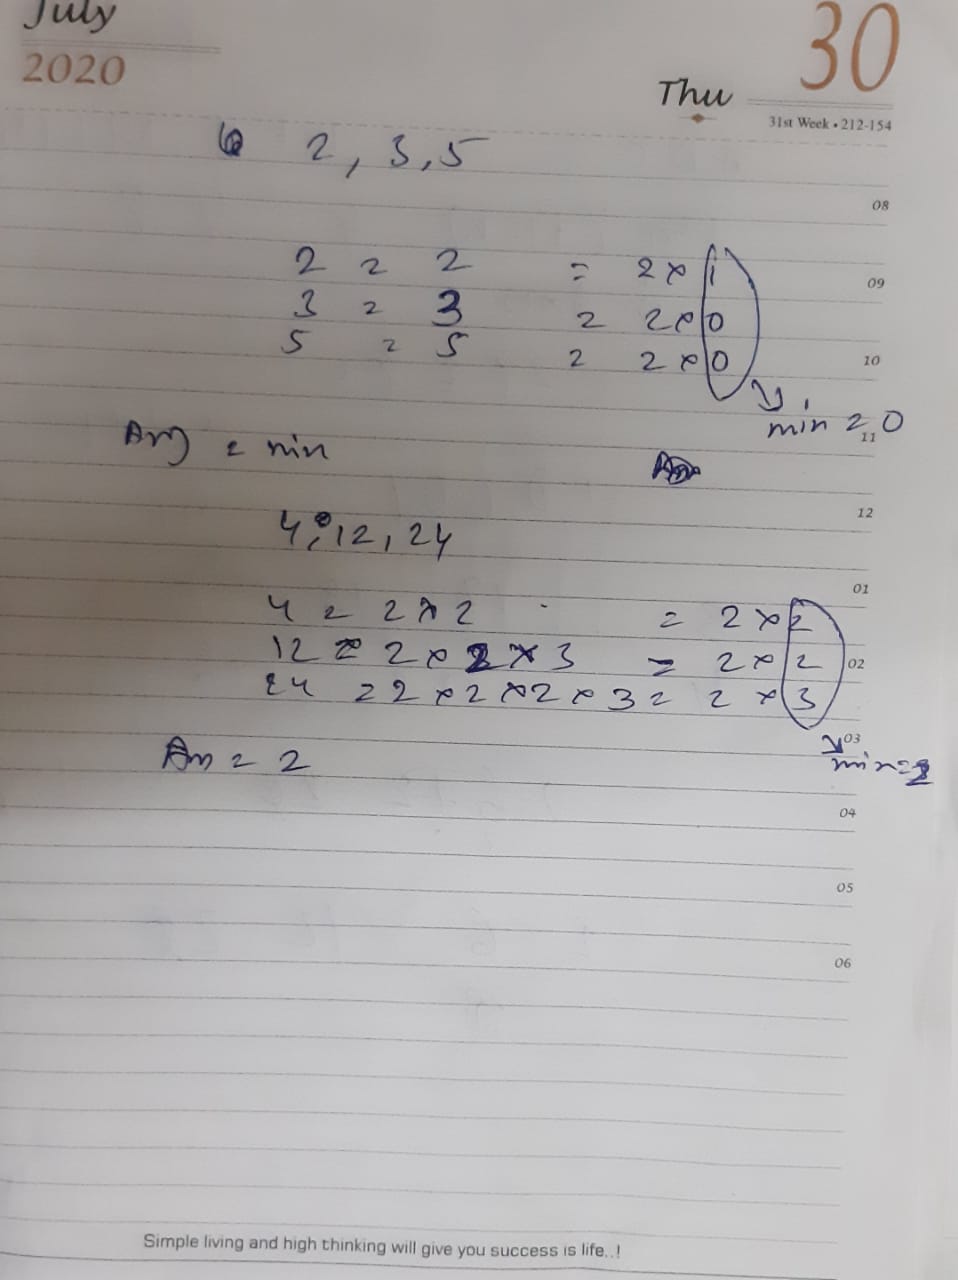 July
2020
30
Thu
31st Week • 212-154
2, 3, 5
08
2 = 2 = 2 × 1
09
3 = 3 = 2 × 0
5 = 5 = 2 × 0
10
min = 0
11
Ans = min
12
4, 12, 24
01
4 = 2 × 2 = 2 × 2
12 = 2 × 2 × 3 = 2 × 2
02
24 = 2 × 2 × 2 × 3 = 2 × 3
03
min = 2
Ans = 2
04
05
06
Simple living and high thinking will give you success is life..!